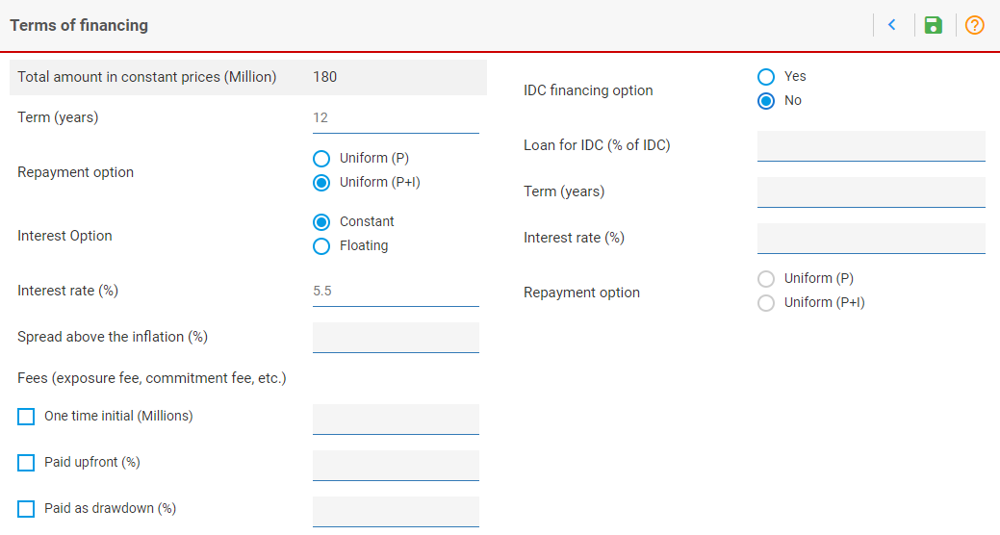 Terms of financing
Total amount in constant prices (Million) 180
Term (years) 12
Repayment option
Uniform (P)
Uniform (P+I)
Interest Option
Constant
Floating
Interest rate (%) 5.5
Spread above the inflation (%)
Fees (exposure fee, commitment fee, etc.)
One time initial (Millions)
Paid upfront (%)
Paid as drawdown (%)
IDC financing option
Yes
No
Loan for IDC (% of IDC)
Term (years)
Interest rate (%)
Repayment option
Uniform (P)
Uniform (P+I)